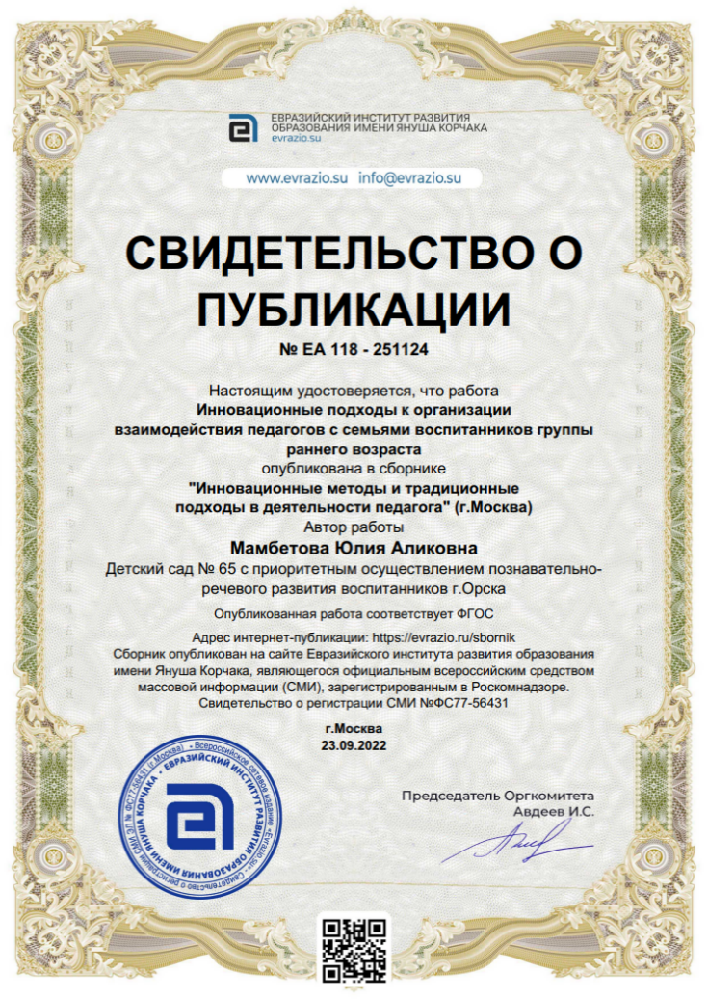 ЕВРАЗИЙСКИЙ ИНСТИТУТ РАЗВИТИЯ
ОБРАЗОВАНИЯ ИМЕНИ ЯНУША КОРЧАКА
evrazio.su
www.evrazio.su info@evrazio.su
СВИДЕТЕЛЬСТВО О
ПУБЛИКАЦИИ
№ ЕА 118 - 251124
Настоящим удостоверяется, что работа
Инновационные подходы к организации
взаимодействия педагогов с семьями воспитанников группы
раннего возраста
опубликована в сборнике
"Инновационные методы и традиционные
подходы в деятельности педагога" (г.Москва)
Автор работы
Мамбетова Юлия Аликовна
Детский сад № 65 с приоритетным осуществлением познавательно-
речевого развития воспитанников г.Орска
Опубликованная работа соответствует ФГОС
Адрес интернет-публикации: https://evrazio.ru/sbornik
Сборник опубликован на сайте Евразийского института развития образования
имени Януша Корчака, являющегося официальным всероссийским средством
массовой информации (СМИ), зарегистрированным в Роскомнадзоре.
Свидетельство о регистрации СМИ №ФС77-56431
г.Москва
23.09.2022
Председатель Оргкомитета
Авдеев И.С.
• Всероссийское сетевое издание «Evrazio.su» • Свидетельство о регистрации СМИ ЭЛ № ФС77-56431 (г.Москва)
• ЕВРАЗИЙСКИЙ ИНСТИТУТ РАЗВИТИЯ ОБРАЗОВАНИЯ ИМЕНИ ЯНУША КОРЧАКА